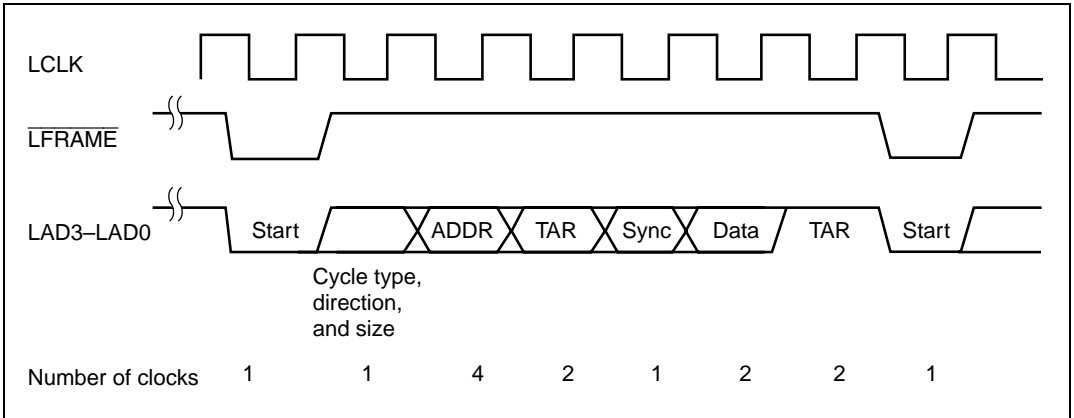 LCLK
LFRAME
LAD3–LAD0
Start
ADDR
TAR
Sync
Data
TAR
Start
Cycle type,
direction,
and size
Number of clocks 1 1 4 2 1 2 2 1